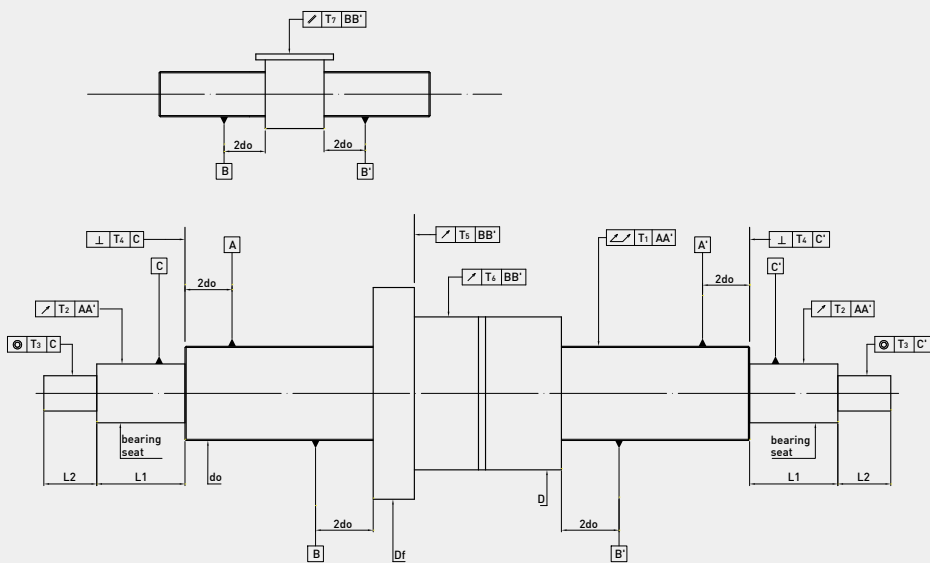 ⫽ T7 BB'
2do 2do
B B'
⊥ T4 C
A
↗ T5 BB'
T1 AA'
A'
⊥ T4 C'
C
2do
↗ T6 BB'
2do
C'
↗ T2 AA'
↗ T2 AA'
◎ T3 C
◎ T3 C'
bearing
seat
bearing
seat
L2 L1 do D L1 L2
2do 2do
B Df B'